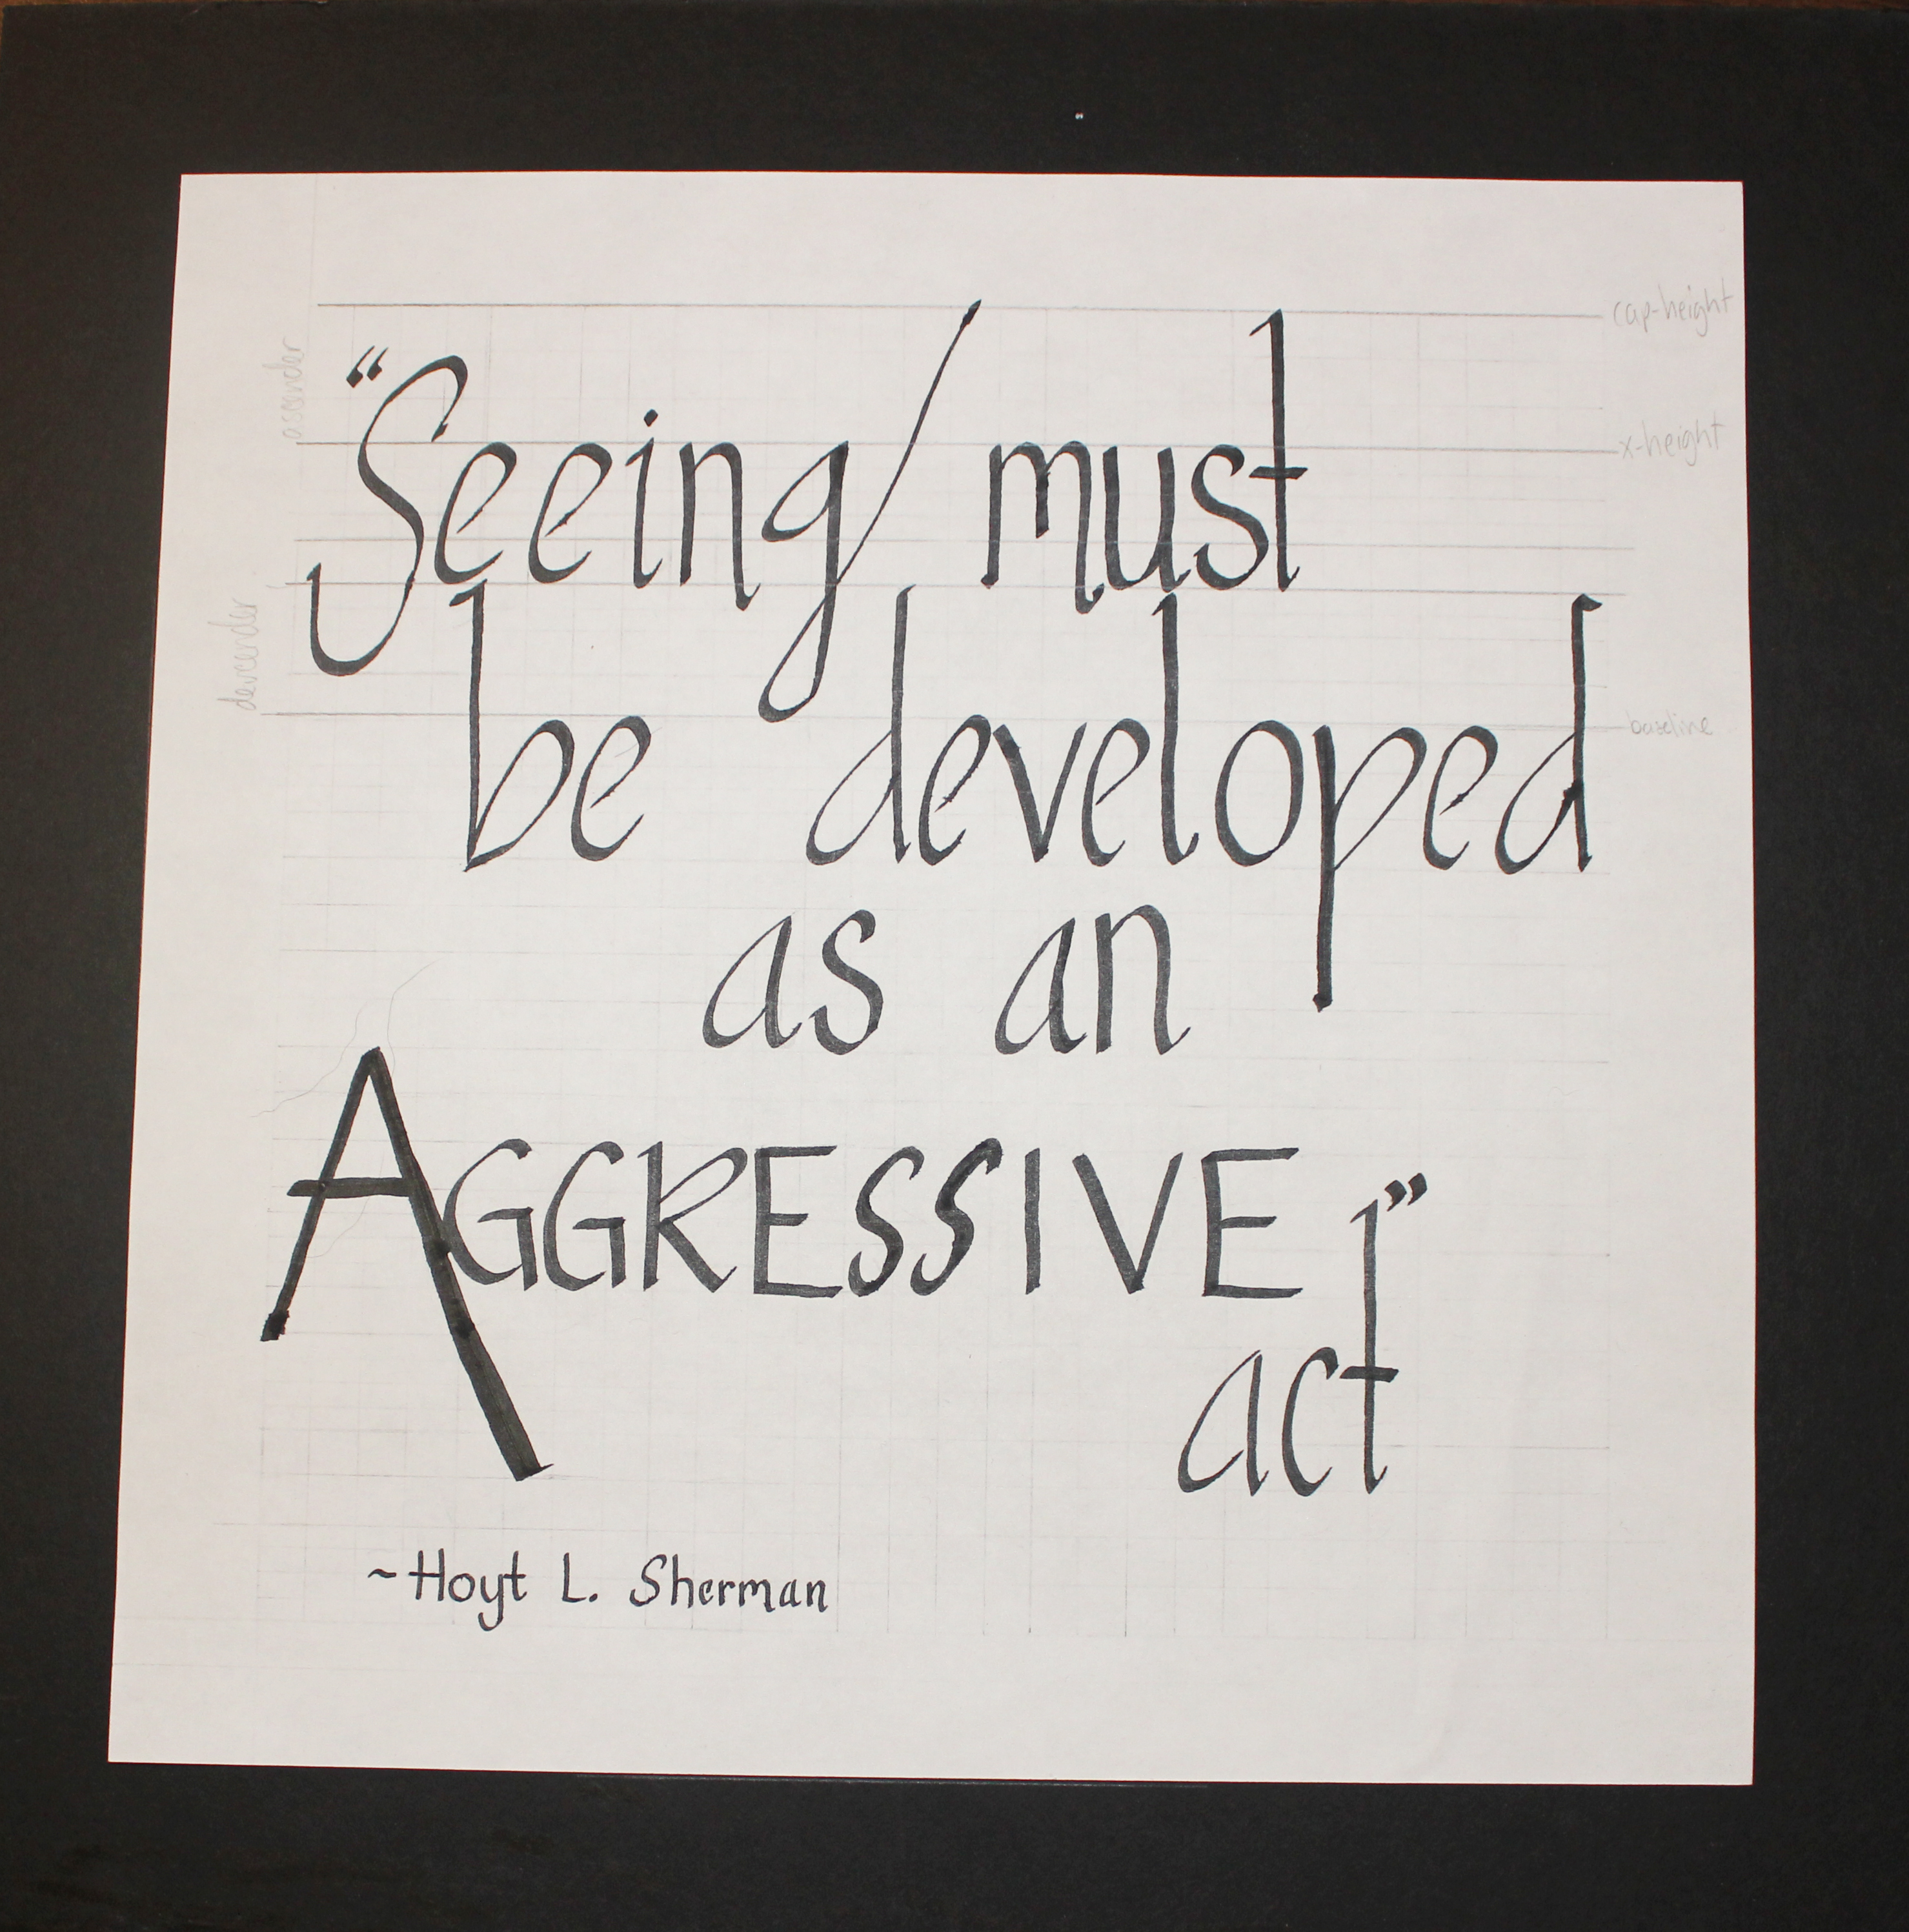 cap-height
ascender
“Seeing must
x-height
descender
be developed
baseline
as an
AGGRESSIVE
act”
~Hoyt L. Sherman